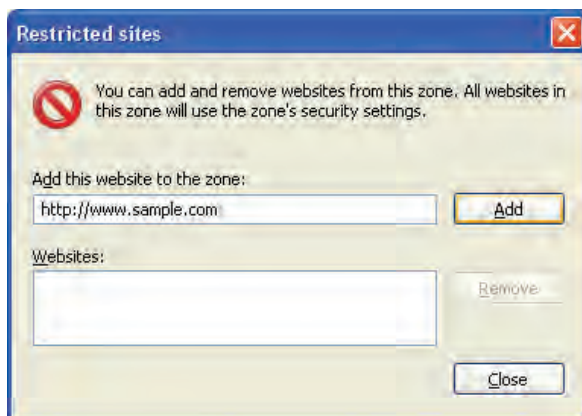 Restricted sites
You can add and remove websites from this zone. All websites in
this zone will use the zone's security settings.
Add this website to the zone:
http://www.sample.com
Add
Websites:
Remove
Close